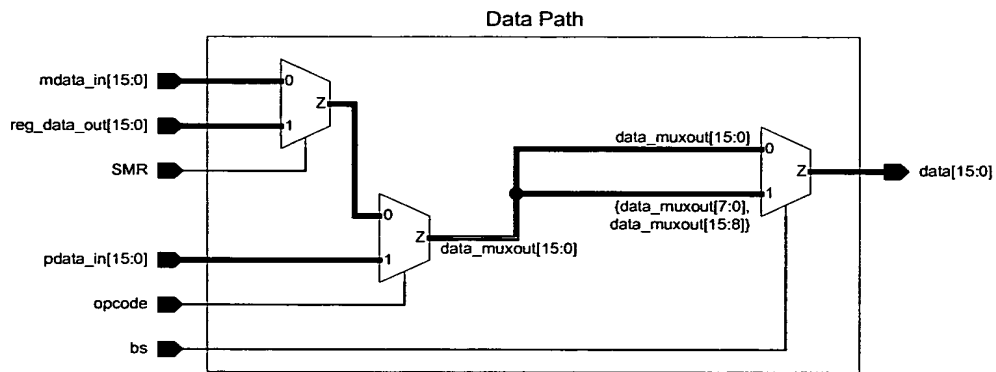 Data Path
mdata_in[15:0]
0
Z
reg_data_out[15:0]
1
SMR
data_muxout[15:0]
0
Z
data[15:0]
1
{data_muxout[7:0],
data_muxout[15:8]}
0
Z
data_muxout[15:0]
pdata_in[15:0]
1
opcode
bs